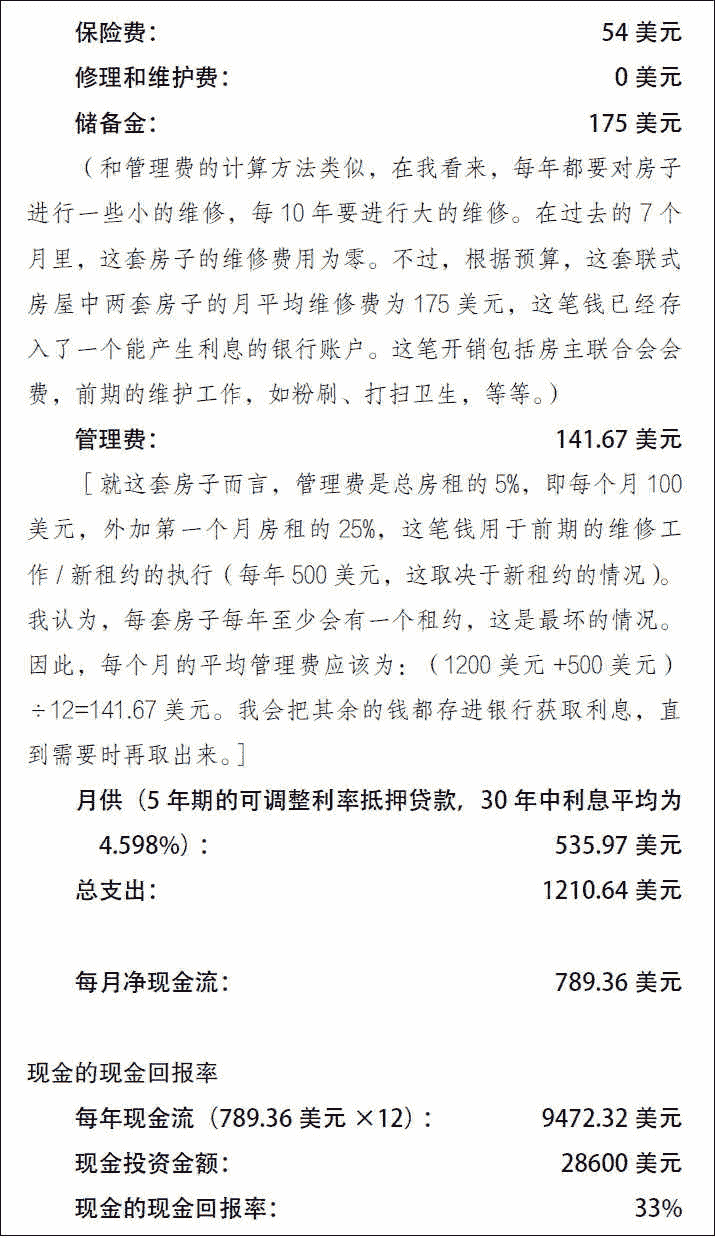 保险费： 54 美元
修理和维护费： 0 美元
储备金： 175 美元
（和管理费的计算方法类似，在我看来，每年都要对房子
进行一些小的维修，每 10 年要进行大的维修。在过去的 7 个
月里，这套房子的维修费用为零。不过，根据预算，这套联式
房屋中两套房子的月平均维修费为 175 美元，这笔钱已经存
入了一个能产生利息的银行账户。这笔开销包括房主联合会会
费，前期的维护工作，如粉刷、打扫卫生，等等。）
管理费： 141.67 美元
［就这套房子而言，管理费是总房租的 5%，即每个月 100
美元，外加第一个月房租的 25%，这笔钱用于前期的维修工
作 / 新租约的执行（每年 500 美元，这取决于新租约的情况）。
我认为，每套房子每年至少会有一个租约，这是最坏的情况。
因此，每个月的平均管理费应该为：（1200 美元 +500 美元）
÷12=141.67 美元。我会把其余的钱都存进银行获取利息，直
到需要时再取出来。］
月供（5 年期的可调整利率抵押贷款，30 年中利息平均为
4.598%）： 535.97 美元
总支出： 1210.64 美元
每月净现金流： 789.36 美元
现金的现金回报率
每年现金流（789.36 美元 ×12）： 9472.32 美元
现金投资金额： 28600 美元
现金的现金回报率： 33%